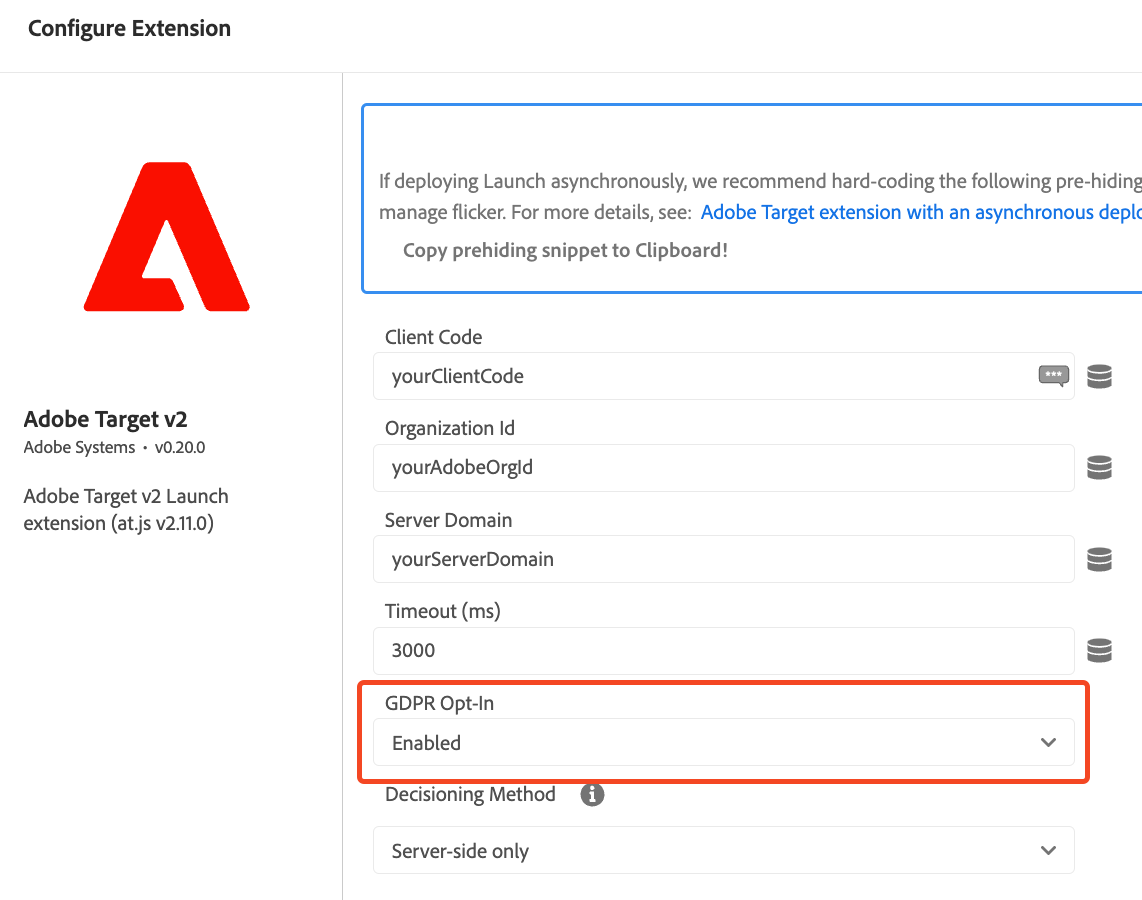 Configure Extension
If deploying Launch asynchronously, we recommend hard-coding the following pre-hiding
manage flicker. For more details, see: Adobe Target extension with an asynchronous deplo
Copy prehiding snippet to Clipboard!
Adobe Target v2
Adobe Systems · v0.20.0
Adobe Target v2 Launch
extension (at.js v2.11.0)
Client Code
yourClientCode
Organization Id
yourAdobeOrgId
Server Domain
yourServerDomain
Timeout (ms)
3000
GDPR Opt-In
Enabled
Decisioning Method
Server-side only